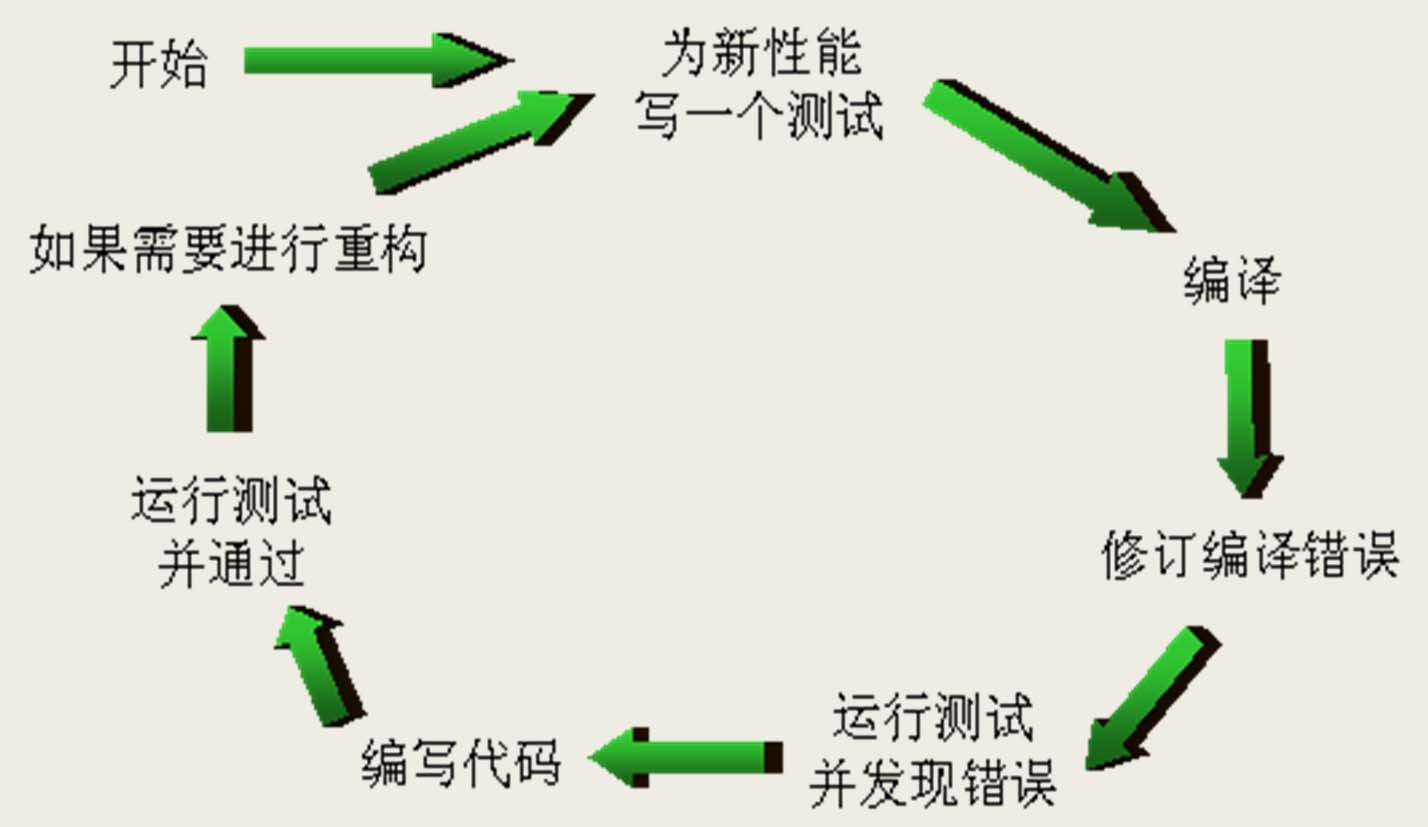 开始
为新性能
写一个测试
编译
修订编译错误
运行测试
并发现错误
编写代码
运行测试
并通过
如果需要进行重构